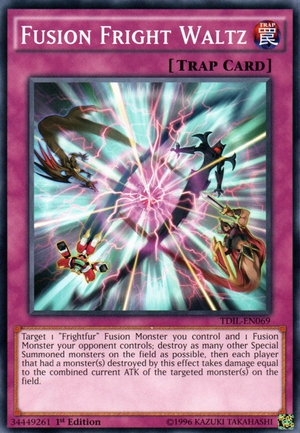 Fusion Fright Waltz
TRAP
罠
[Trap Card]
TDIL-EN069
Target 1 "Frightfur" Fusion Monster you control and 1 Fusion
Monster your opponent controls; destroy as many other Special
Summoned monsters on the field as possible, then each player
that had a monster(s) destroyed by this effect takes damage equal
to the combined current ATK of the targeted monster(s) on the
field.
34449261 1st Edition ©1996 KAZUKI TAKAHASHI